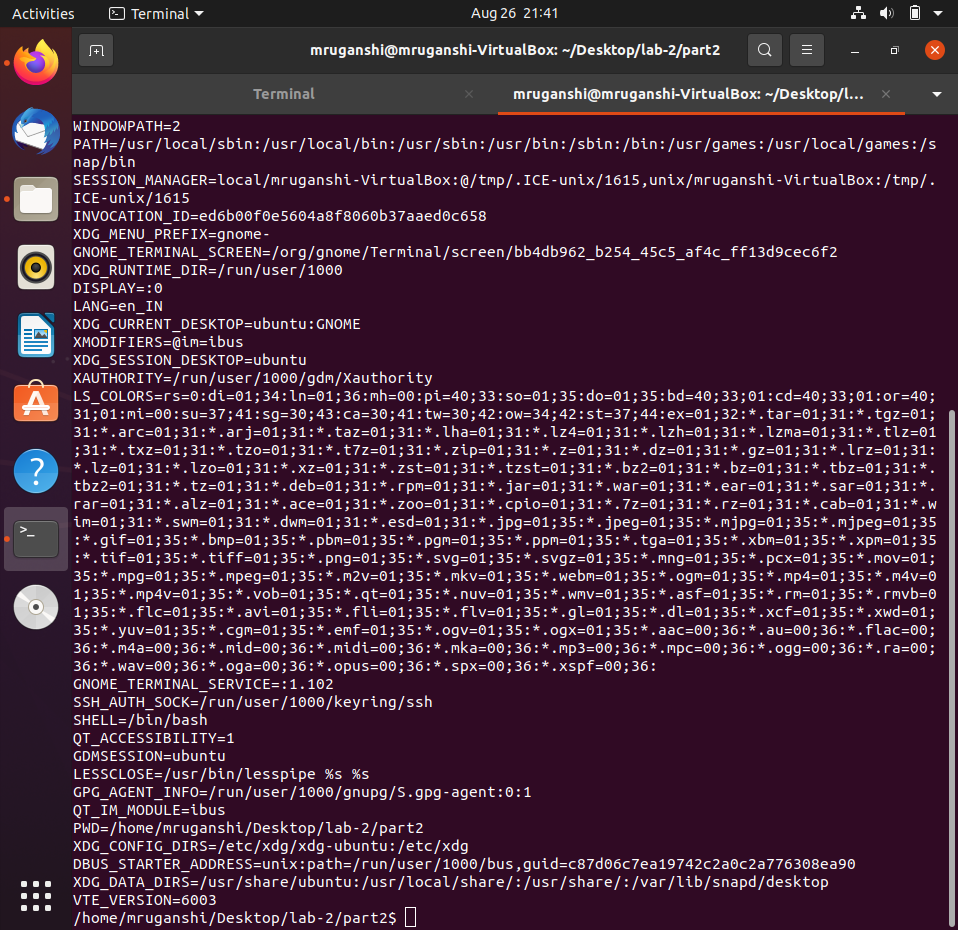 Activities
Terminal
Aug 26 21:41
mruganshi@mruganshi-VirtualBox: ~/Desktop/lab-2/part2
Terminal
mruganshi@mruganshi-VirtualBox: ~/Desktop/l...
WINDOWPATH=2
PATH=/usr/local/sbin:/usr/local/bin:/usr/sbin:/usr/bin:/sbin:/bin:/usr/games:/usr/local/games:/s
nap/bin
SESSION_MANAGER=local/mruganshi-VirtualBox:@/tmp/.ICE-unix/1615,unix/mruganshi-VirtualBox:/tmp/.
ICE-unix/1615
INVOCATION_ID=ed6b00f0e5604a8f8060b37aaed0c658
XDG_MENU_PREFIX=gnome-
GNOME_TERMINAL_SCREEN=/org/gnome/Terminal/screen/bb4db962_b254_45c5_af4c_ff13d9cec6f2
XDG_RUNTIME_DIR=/run/user/1000
DISPLAY=:0
LANG=en_IN
XDG_CURRENT_DESKTOP=ubuntu:GNOME
XMODIFIERS=@im=ibus
XDG_SESSION_DESKTOP=ubuntu
XAUTHORITY=/run/user/1000/gdm/Xauthority
LS_COLORS=rs=0:di=01;34:ln=01;36:mh=00:pi=40;33:so=01;35:do=01;35:bd=40;33;01:cd=40;33;01:or=40;
31;01:mi=00:su=37;41:sg=30;43:ca=30;41:tw=30;42:ow=34;42:st=37;44:ex=01;32:*.tar=01;31:*.tgz=01;
31:*.arc=01;31:*.arj=01;31:*.taz=01;31:*.lha=01;31:*.lz4=01;31:*.lzh=01;31:*.lzma=01;31:*.tlz=01
;31:*.txz=01;31:*.tzo=01;31:*.t7z=01;31:*.zip=01;31:*.z=01;31:*.dz=01;31:*.gz=01;31:*.lrz=01;31:
*.lz=01;31:*.lzo=01;31:*.xz=01;31:*.zst=01;31:*.tzst=01;31:*.bz2=01;31:*.bz=01;31:*.tbz=01;31:*.
tbz2=01;31:*.tz=01;31:*.deb=01;31:*.rpm=01;31:*.jar=01;31:*.war=01;31:*.ear=01;31:*.sar=01;31:*.
rar=01;31:*.alz=01;31:*.ace=01;31:*.zoo=01;31:*.cpio=01;31:*.7z=01;31:*.rz=01;31:*.cab=01;31:*.w
im=01;31:*.swm=01;31:*.dwm=01;31:*.esd=01;31:*.jpg=01;35:*.jpeg=01;35:*.mjpg=01;35:*.mjpeg=01;35
:*.gif=01;35:*.bmp=01;35:*.pbm=01;35:*.pgm=01;35:*.ppm=01;35:*.tga=01;35:*.xbm=01;35:*.xpm=01;35
:*.tif=01;35:*.tiff=01;35:*.png=01;35:*.svg=01;35:*.svgz=01;35:*.mng=01;35:*.pcx=01;35:*.mov=01;
35:*.mpg=01;35:*.mpeg=01;35:*.m2v=01;35:*.mkv=01;35:*.webm=01;35:*.ogm=01;35:*.mp4=01;35:*.m4v=0
1;35:*.mp4v=01;35:*.vob=01;35:*.qt=01;35:*.nuv=01;35:*.wmv=01;35:*.asf=01;35:*.rm=01;35:*.rmvb=0
1;35:*.flc=01;35:*.avi=01;35:*.fli=01;35:*.flv=01;35:*.gl=01;35:*.dl=01;35:*.xcf=01;35:*.xwd=01;
35:*.yuv=01;35:*.cgm=01;35:*.emf=01;35:*.ogv=01;35:*.ogx=01;35:*.aac=00;36:*.au=00;36:*.flac=00;
36:*.m4a=00;36:*.mid=00;36:*.midi=00;36:*.mka=00;36:*.mp3=00;36:*.mpc=00;36:*.ogg=00;36:*.ra=00;
36:*.wav=00;36:*.oga=00;36:*.opus=00;36:*.spx=00;36:*.xspf=00;36:
GNOME_TERMINAL_SERVICE=:1.102
SSH_AUTH_SOCK=/run/user/1000/keyring/ssh
SHELL=/bin/bash
QT_ACCESSIBILITY=1
GDMSESSION=ubuntu
LESSCLOSE=/usr/bin/lesspipe %s %s
GPG_AGENT_INFO=/run/user/1000/gnupg/S.gpg-agent:0:1
QT_IM_MODULE=ibus
PWD=/home/mruganshi/Desktop/lab-2/part2
XDG_CONFIG_DIRS=/etc/xdg/xdg-ubuntu:/etc/xdg
DBUS_STARTER_ADDRESS=unix:path=/run/user/1000/bus,guid=c87d06c7ea19742c2a0c2a776308ea90
XDG_DATA_DIRS=/usr/share/ubuntu:/usr/local/share/:/usr/share/:/var/lib/snapd/desktop
VTE_VERSION=6003
/home/mruganshi/Desktop/lab-2/part2$